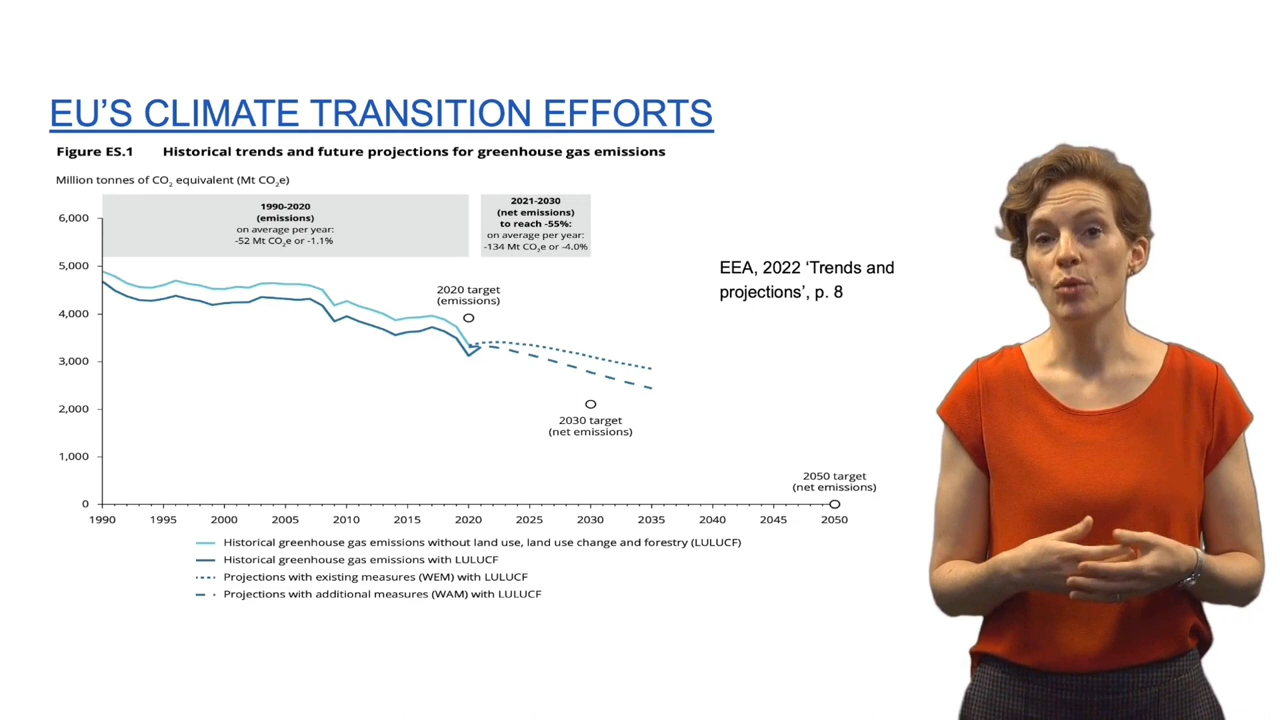 EU'S CLIMATE TRANSITION EFFORTS
Figure ES.1 Historical trends and future projections for greenhouse gas emissions
Million tonnes of CO₂ equivalent (Mt CO₂e)
1990-2020
(emissions)
on average per year:
-52 Mt CO₂e or -1.1%
2021-2030
(net emissions)
to reach -55%:
on average per year:
-134 Mt CO₂e or -4.0%
6,000
5,000
4,000
3,000
2,000
1,000
0
2020 target
(emissions)
2030 target
(net emissions)
2050 target
(net emissions)
1990 1995 2000 2005 2010 2015 2020 2025 2030 2035 2040 2045 2050
Historical greenhouse gas emissions without land use, land use change and forestry (LULUCF)
Historical greenhouse gas emissions with LULUCF
Projections with existing measures (WEM) with LULUCF
Projections with additional measures (WAM) with LULUCF
EEA, 2022 'Trends and
projections', p. 8